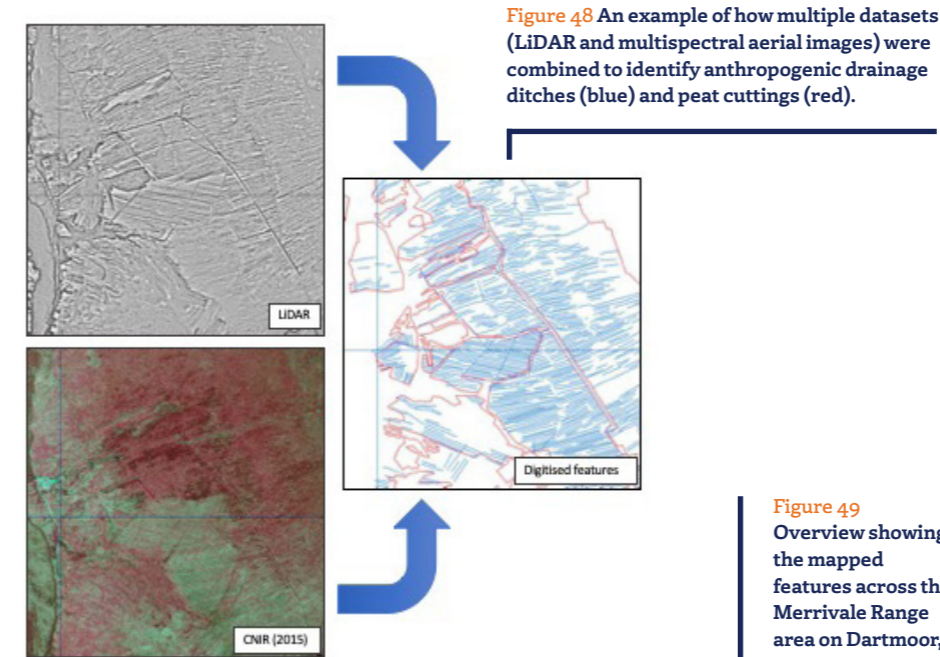 Figure 48 An example of how multiple datasets
(LiDAR and multispectral aerial images) were
combined to identify anthropogenic drainage
ditches (blue) and peat cuttings (red).
LiDAR
Digitised features
CNIR (2015)
Figure 49
Overview showing
the mapped
features across th
Merrivale Range
area on Dartmoor,